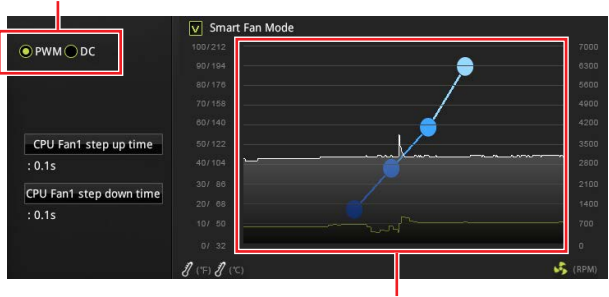 V Smart Fan Mode
PWM DC
100/212 7000
90/194 6300
80/176 5600
70/158 4900
60/140 4200
50/122 3500
40/104 2800
30/ 86 2100
20/ 68 1400
10/ 50 700
0/ 32 0
CPU Fan1 step up time
: 0.1s
CPU Fan1 step down time
: 0.1s
(°F) (°C) (RPM)